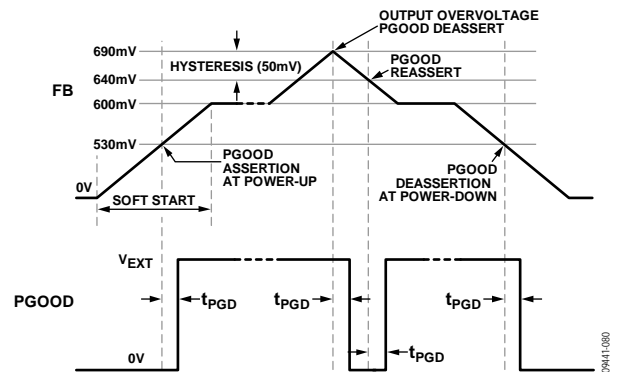 OUTPUT OVERVOLTAGE
PGOOD DEASSERT
690mV
HYSTERESIS (50mV)
PGOOD
REASSERT
640mV
FB
600mV
530mV
PGOOD
ASSERTION
AT POWER-UP
PGOOD
DEASSERTION
AT POWER-DOWN
0V
SOFT START
VEXT
PGOOD
tPGD
tPGD
tPGD
tPGD
0V
09441-080